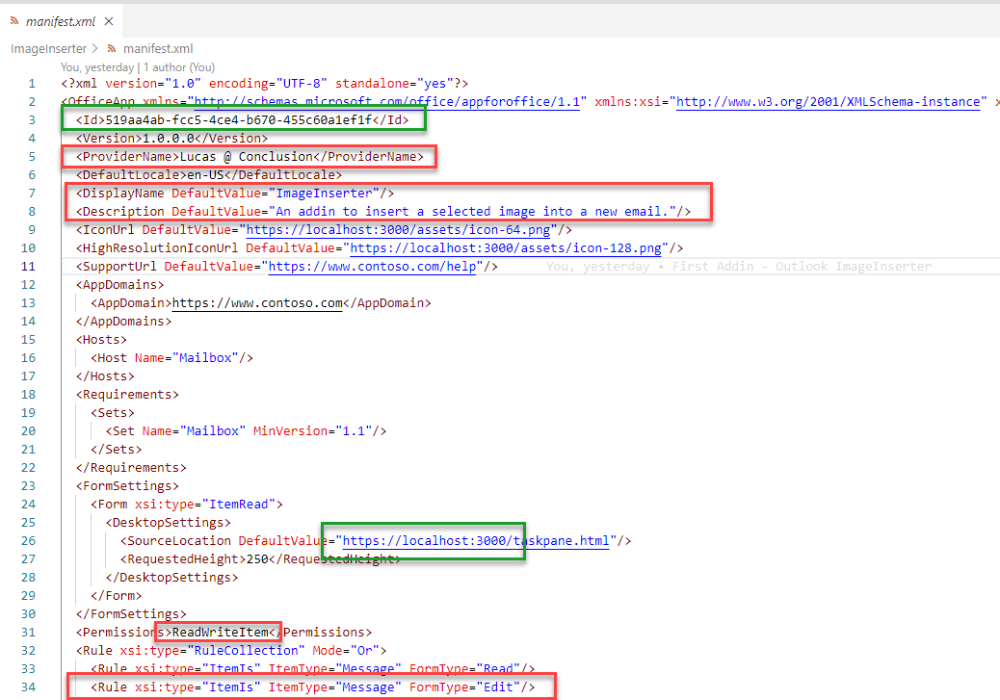 manifest.xml
ImageInserter > manifest.xml
You, yesterday | 1 author (You)
1 <?xml version="1.0" encoding="UTF-8" standalone="yes"?>
2 <OfficeApp xmlns="http://schemas.microsoft.com/office/appforoffice/1.1" xmlns:xsi="http://www.w3.org/2001/XMLSchema-instance"
3 <Id>519aa4ab-fcc5-4ce4-b670-455c60a1ef1f</Id>
4 <Version>1.0.0.0</Version>
5 <ProviderName>Lucas @ Conclusion</ProviderName>
6 <DefaultLocale>en-US</DefaultLocale>
7 <DisplayName DefaultValue="ImageInserter"/>
8 <Description DefaultValue="An addin to insert a selected image into a new email."/>
9 <IconUrl DefaultValue="https://localhost:3000/assets/icon-64.png"/>
10 <HighResolutionIconUrl DefaultValue="https://localhost:3000/assets/icon-128.png"/>
11 <SupportUrl DefaultValue="https://www.contoso.com/help"/> You, yesterday • First Addin - Outlook ImageInserter
12 <AppDomains>
13 <AppDomain>https://www.contoso.com</AppDomain>
14 </AppDomains>
15 <Hosts>
16 <Host Name="Mailbox"/>
17 </Hosts>
18 <Requirements>
19 <Sets>
20 <Set Name="Mailbox" MinVersion="1.1"/>
21 </Sets>
22 </Requirements>
23 <FormSettings>
24 <Form xsi:type="ItemRead">
25 <DesktopSettings>
26 <SourceLocation DefaultValue="https://localhost:3000/taskpane.html"/>
27 <RequestedHeight>250</RequestedHeight>
28 </DesktopSettings>
29 </Form>
30 </FormSettings>
31 <Permissions>ReadWriteItem</Permissions>
32 <Rule xsi:type="RuleCollection" Mode="Or">
33 <Rule xsi:type="ItemIs" ItemType="Message" FormType="Read"/>
34 <Rule xsi:type="ItemIs" ItemType="Message" FormType="Edit"/>